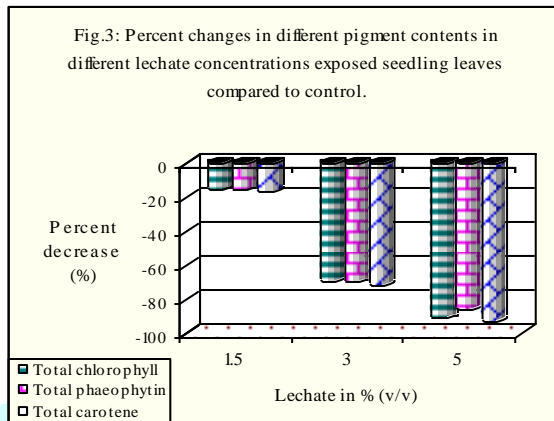 Fig.3: Percent changes in different pigment contents in
different lechate concentrations exposed seedling leaves
compared to control.
0
-20
-40
-60
-80
-100
Percent
decrease
(%)
1.5
3
5
Lechate in % (v/v)
Total chlorophyll
Total phaeophytin
Total carotene